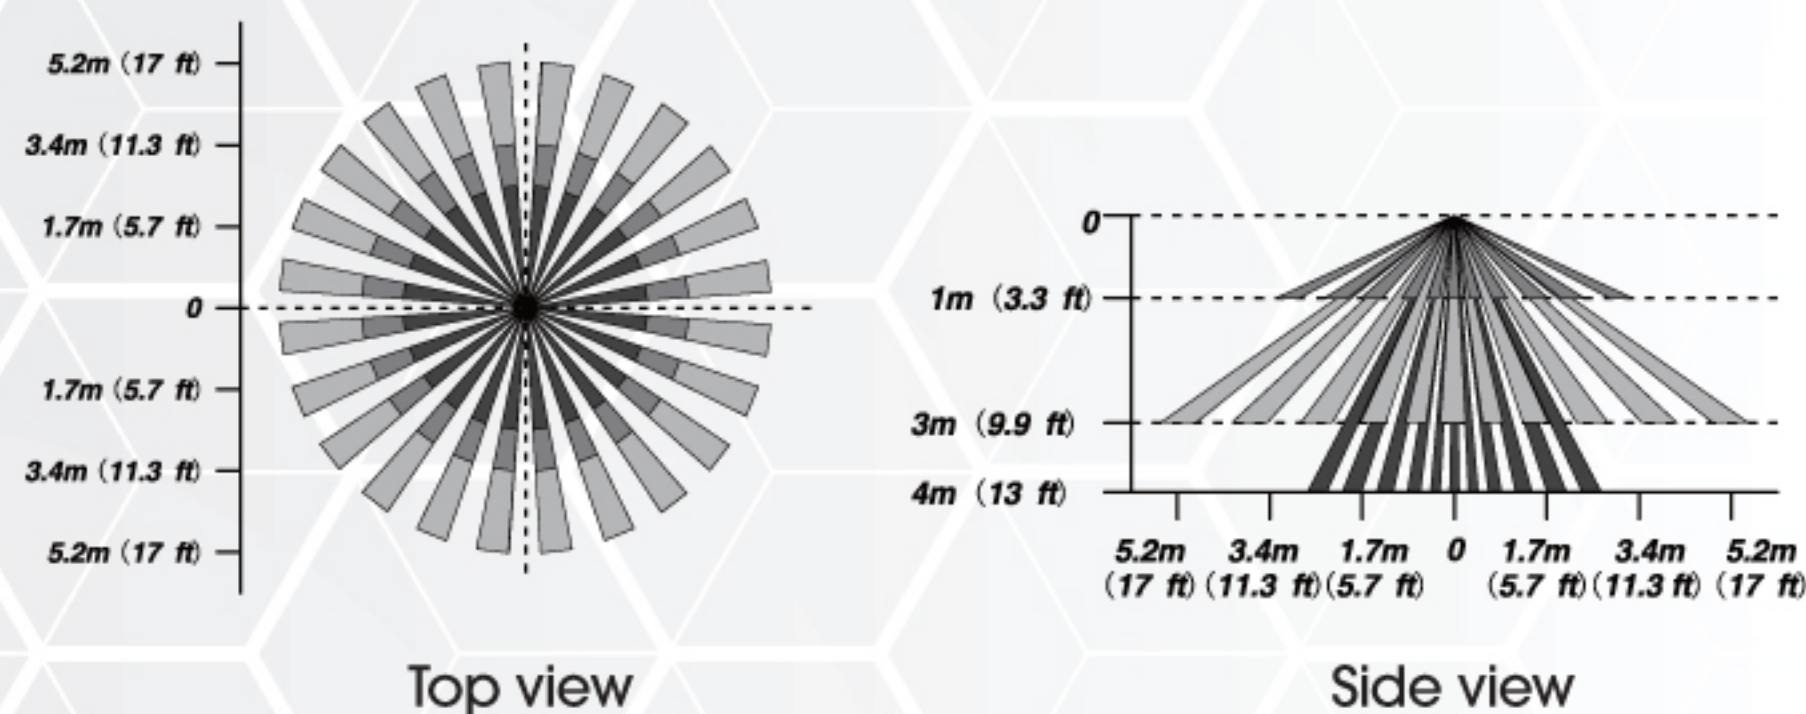 5.2m (17 ft)
3.4m (11.3 ft)
1.7m (5.7 ft)
0
1.7m (5.7 ft)
3.4m (11.3 ft)
5.2m (17 ft)
Top view
0
1m (3.3 ft)
3m (9.9 ft)
4m (13 ft)
5.2m 3.4m 1.7m 0 1.7m 3.4m 5.2m
(17 ft) (11.3 ft) (5.7 ft) (5.7 ft) (11.3 ft) (17 ft)
Side view